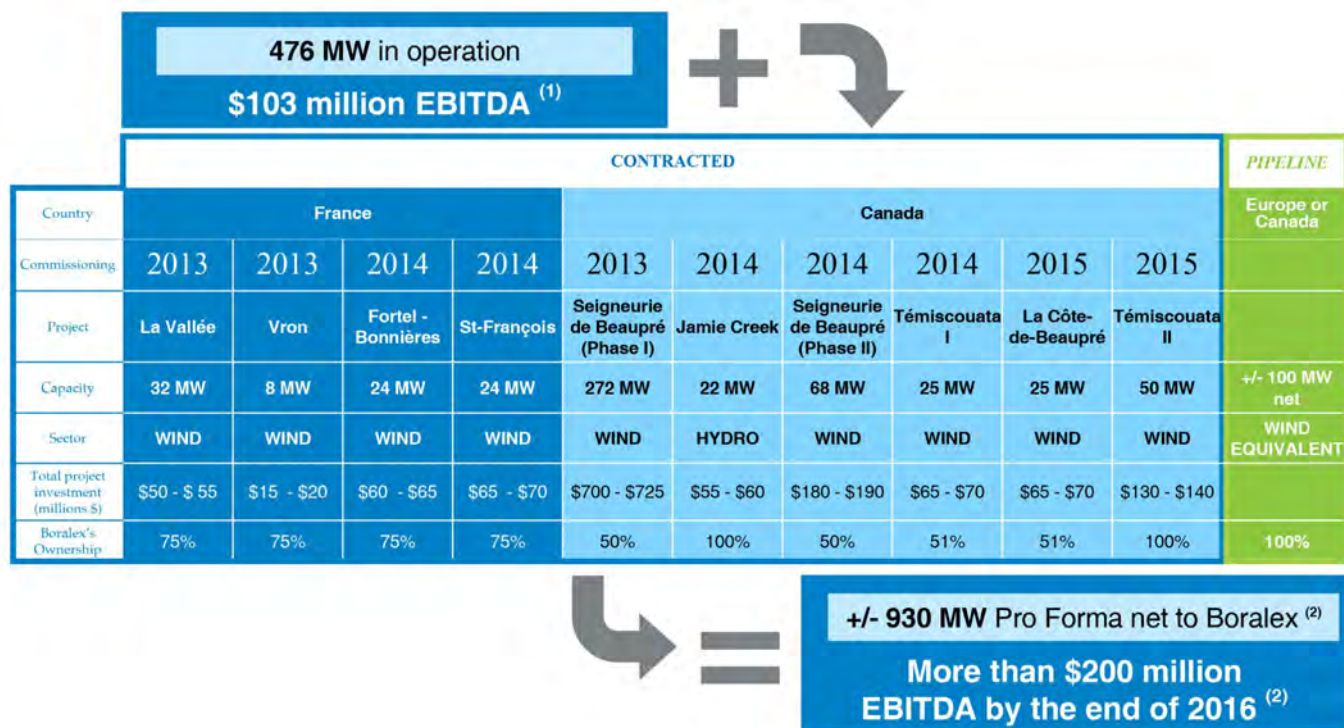 476 MW in operation
$103 million EBITDA (1)
CONTRACTED
PIPELINE
Country
France
Canada
Europe or
Canada
Commissioning
2013
2013
2014
2014
2013
2014
2014
2014
2015
2015
Project
La Vallée
Vron
Fortel -
Bonnières
St-François
Seigneurie
de Beaupré
(Phase I)
Jamie Creek
Seigneurie
de Beaupré
(Phase II)
Témiscouata
I
La Côte-
de-Beaupré
Témiscouata
II
Capacity
32 MW
8 MW
24 MW
24 MW
272 MW
22 MW
68 MW
25 MW
25 MW
50 MW
+/- 100 MW
net
Sector
WIND
WIND
WIND
WIND
WIND
HYDRO
WIND
WIND
WIND
WIND
WIND
EQUIVALENT
Total project
investment
(millions $)
$50 - $ 55
$15 - $20
$60 - $65
$65 - $70
$700 - $725
$55 - $60
$180 - $190
$65 - $70
$65 - $70
$130 - $140
Boralex's
Ownership
75%
75%
75%
75%
50%
100%
50%
51%
51%
100%
100%
+/- 930 MW Pro Forma net to Boralex (2)
More than $200 million
EBITDA by the end of 2016 (2)